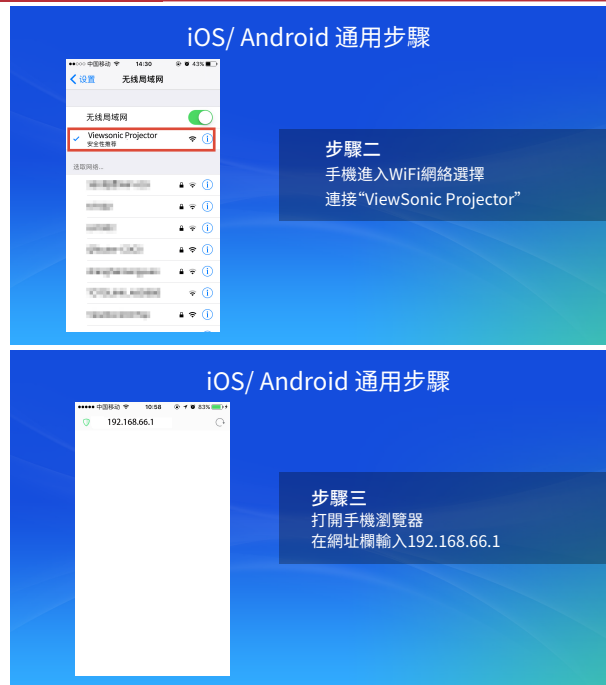 iOS/ Android 通用步驟
中国移动 14:30 43%
设置 无线局域网
无线局域网
Viewsonic Projector
安全性推荐
选取网络...
步驟二
手機進入WiFi網絡選擇
連接“ViewSonic Projector”
iOS/ Android 通用步驟
中国移动 10:58 83%
192.168.66.1
步驟三
打開手機瀏覽器
在網址欄輸入192.168.66.1